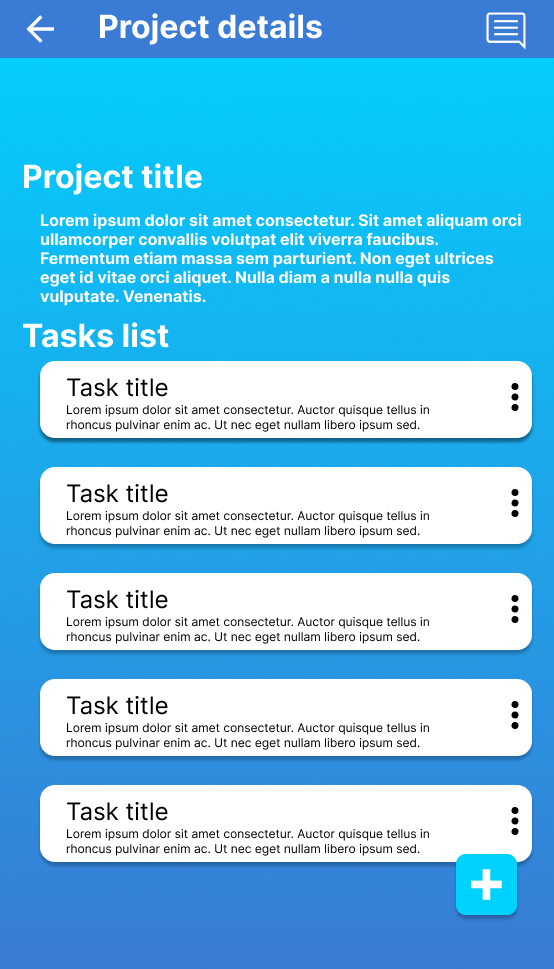 Project details
Project title
Lorem ipsum dolor sit amet consectetur. Sit amet aliquam orci
ullamcorper convallis volutpat elit viverra faucibus.
Fermentum etiam massa sem parturient. Non eget ultrices
eget id vitae orci aliquet. Nulla diam a nulla nulla quis
vulputate. Venenatis.
Tasks list
Task title
Lorem ipsum dolor sit amet consectetur. Auctor quisque tellus in
rhoncus pulvinar enim ac. Ut nec eget nullam libero ipsum sed.
Task title
Lorem ipsum dolor sit amet consectetur. Auctor quisque tellus in
rhoncus pulvinar enim ac. Ut nec eget nullam libero ipsum sed.
Task title
Lorem ipsum dolor sit amet consectetur. Auctor quisque tellus in
rhoncus pulvinar enim ac. Ut nec eget nullam libero ipsum sed.
Task title
Lorem ipsum dolor sit amet consectetur. Auctor quisque tellus in
rhoncus pulvinar enim ac. Ut nec eget nullam libero ipsum sed.
Task title
Lorem ipsum dolor sit amet consectetur. Auctor quisque tellus in
rhoncus pulvinar enim ac. Ut nec eget nullam libero ipsum sed.